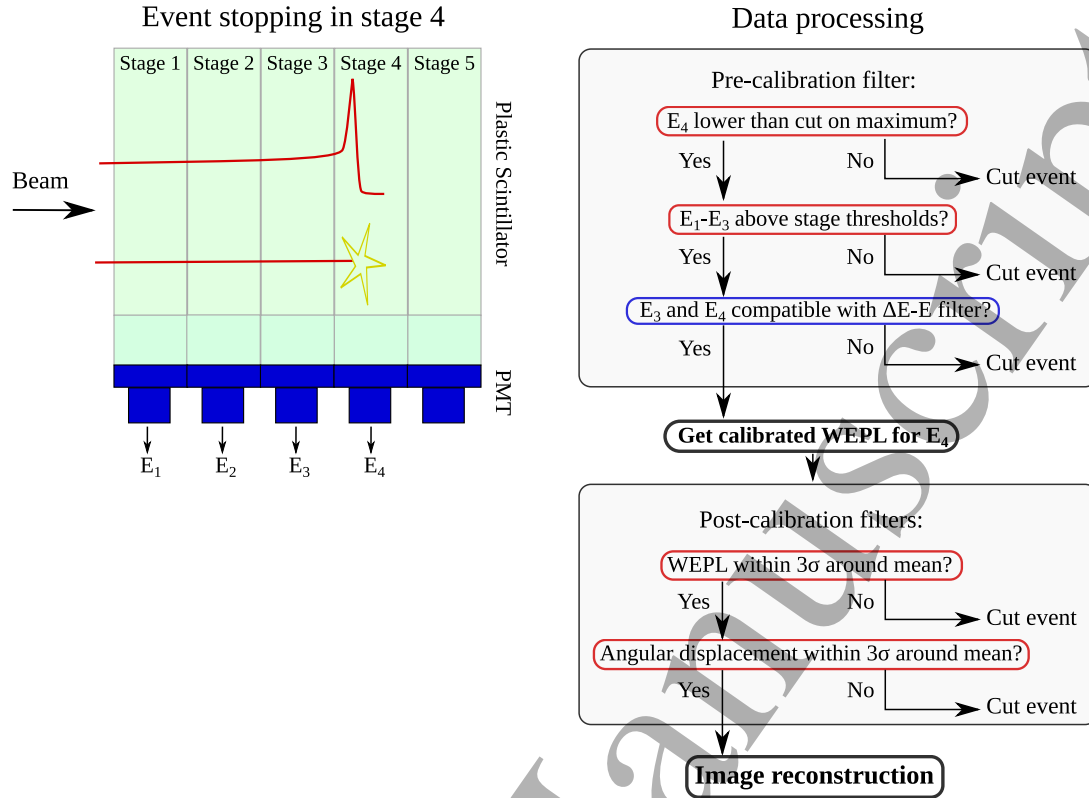 Event stopping in stage 4
Stage 1 Stage 2 Stage 3 Stage 4 Stage 5
Beam
Plastic Scintillator
PMT
E₁ E₂ E₃ E₄
Data processing
Pre-calibration filter:
E₄ lower than cut on maximum?
Yes No
Cut event
E₁-E₃ above stage thresholds?
Yes No
Cut event
E₃ and E₄ compatible with ΔE-E filter?
Yes No
Cut event
Get calibrated WEPL for E₄
Post-calibration filters:
WEPL within 3σ around mean?
Yes No
Cut event
Angular displacement within 3σ around mean?
Yes No
Cut event
Image reconstruction